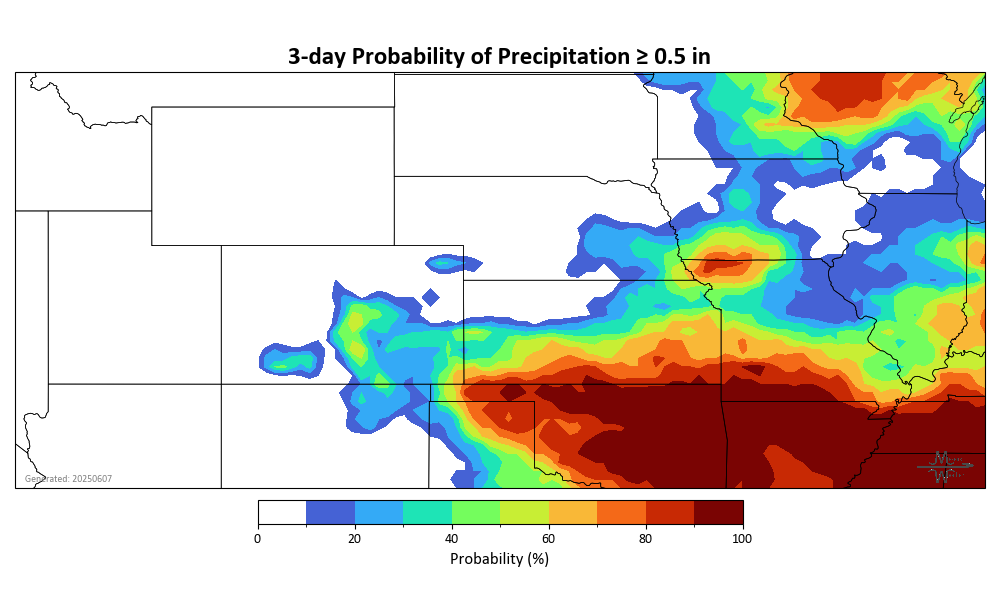 3-day Probability of Precipitation ≥ 0.5 in
Generated: 20250607
0 20 40 60 80 100
Probability (%)